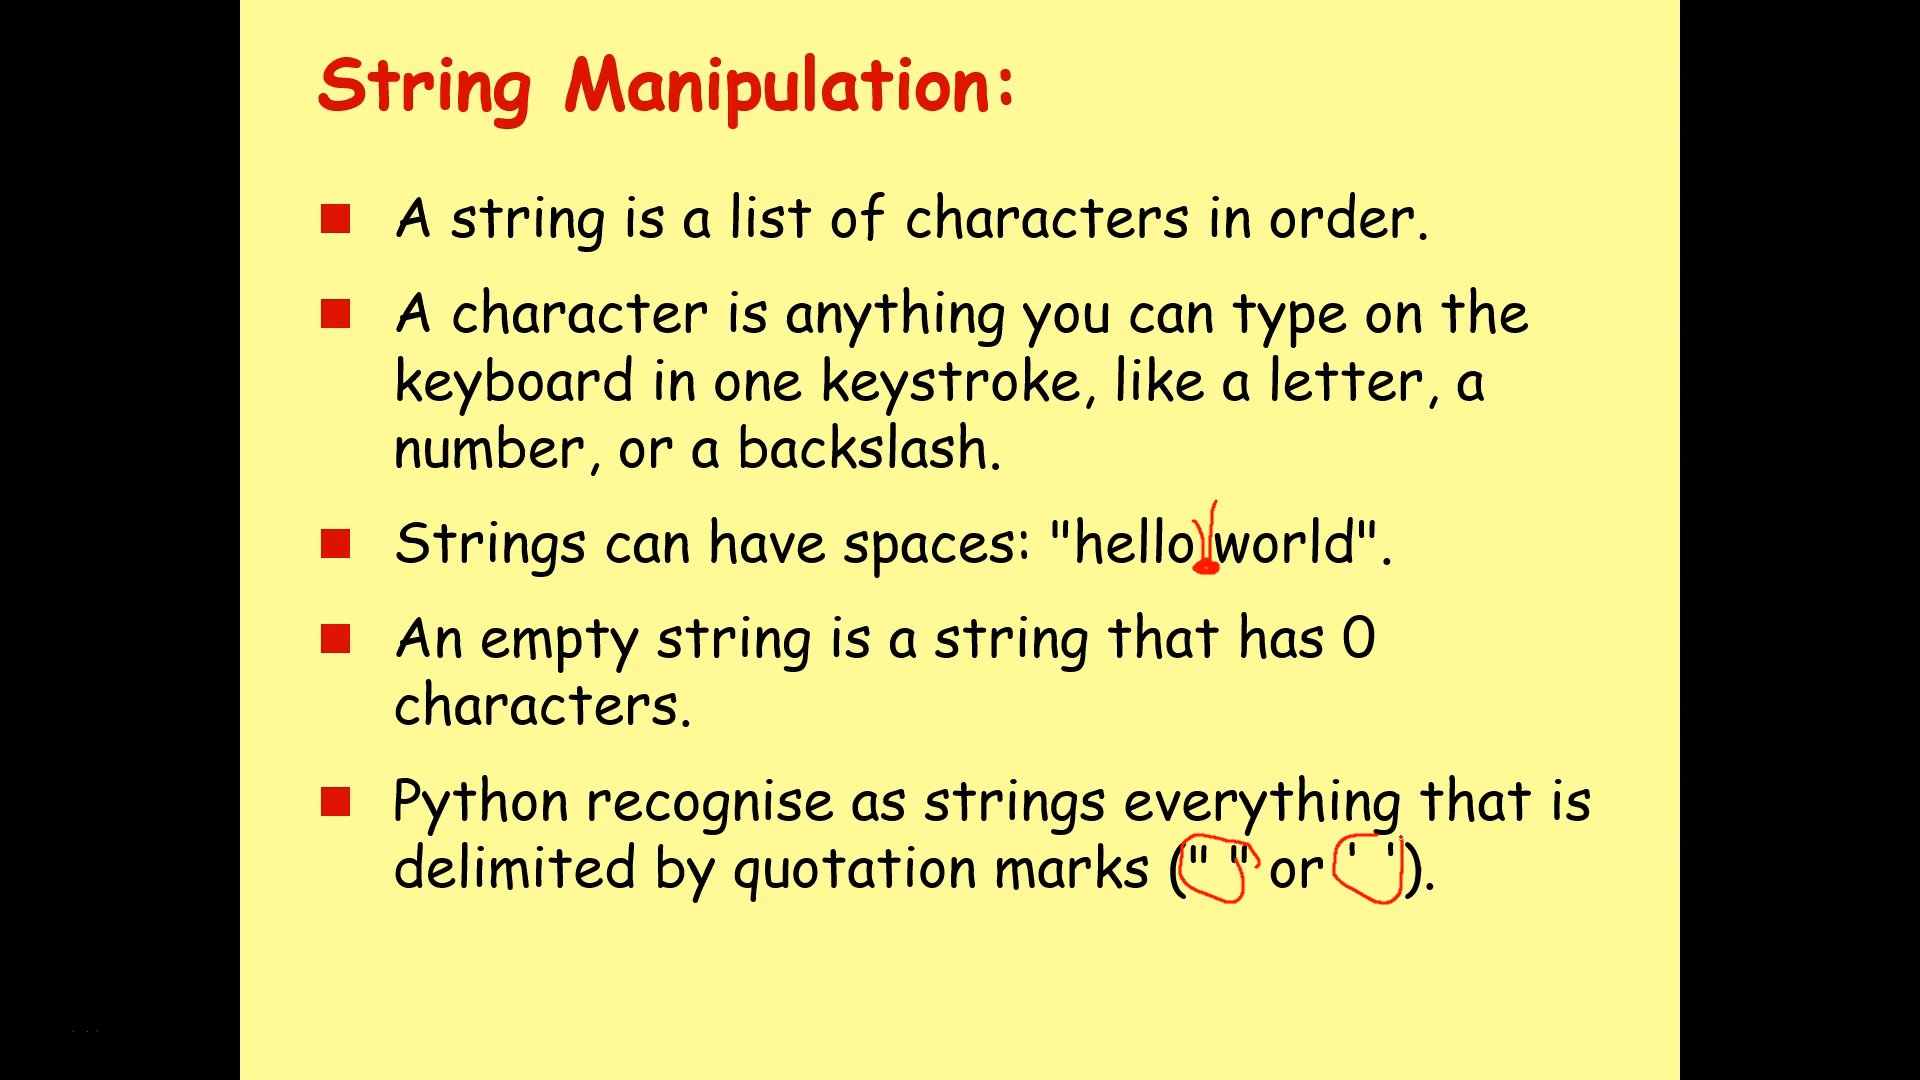 String Manipulation:
A string is a list of characters in order.
A character is anything you can type on the
keyboard in one keystroke, like a letter, a
number, or a backslash.
Strings can have spaces: "hello world".
An empty string is a string that has 0
characters.
Python recognise as strings everything that is
delimited by quotation marks (" " or ' ').